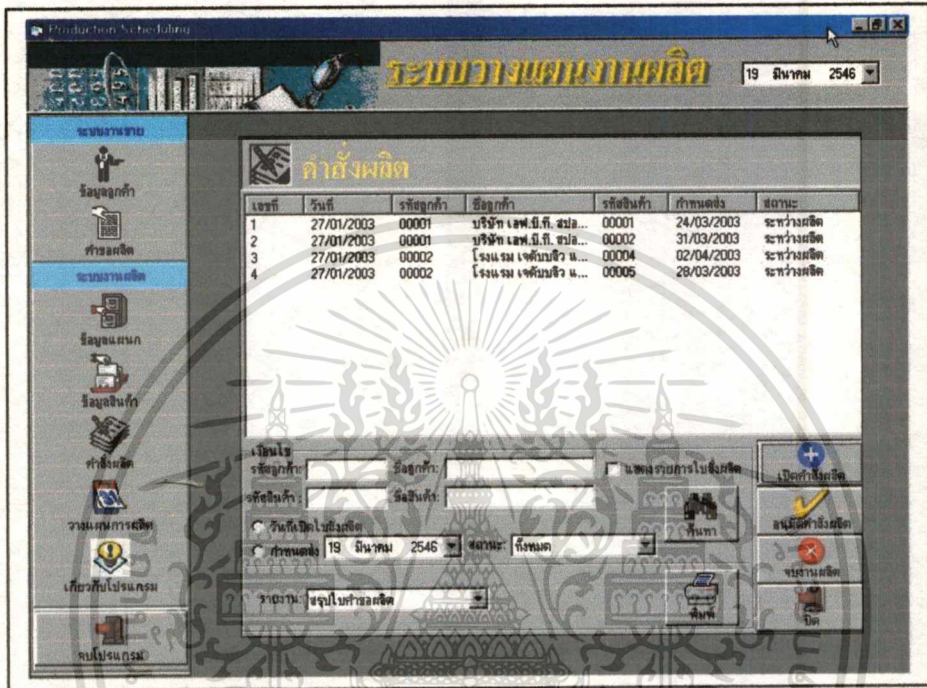 Production Scheduling
ระบบวางแผนงานผลิต
19 มีนาคม 2546
ระบบงานขาย
ข้อมูลลูกค้า
คำขอผลิต
ระบบงานผลิต
ข้อมูลแผนก
ข้อมูลสินค้า
คำสั่งผลิต
วางแผนการผลิต
เกี่ยวกับโปรแกรม
จบโปรแกรม
คำสั่งผลิต
เลขที่ วันที่ รหัสลูกค้า ชื่อลูกค้า รหัสสินค้า กำหนดส่ง สถานะ
1 27/01/2003 00001 บริษัท เอฟ.บี.ที. สปอ... 00001 24/03/2003 ระหว่างผลิต
2 27/01/2003 00001 บริษัท เอฟ.บี.ที. สปอ... 00002 31/03/2003 ระหว่างผลิต
3 27/01/2003 00002 โรงแรม เจดับบลิว แ... 00004 02/04/2003 ระหว่างผลิต
4 27/01/2003 00002 โรงแรม เจดับบลิว แ... 00005 28/03/2003 ระหว่างผลิต
เงื่อนไข
รหัสลูกค้า: ชื่อลูกค้า: แสดงรายการใบสั่งผลิต
รหัสสินค้า: ชื่อสินค้า:
ค้นหา
วันที่เปิดใบสั่งผลิต
กำหนดส่ง 19 มีนาคม 2546 สถานะ: ทั้งหมด
รายงาน: สรุปใบคำขอผลิต
พิมพ์
เปิดคำสั่งผลิต
อนุมัติคำสั่งผลิต
จบงานผลิต
ปิด